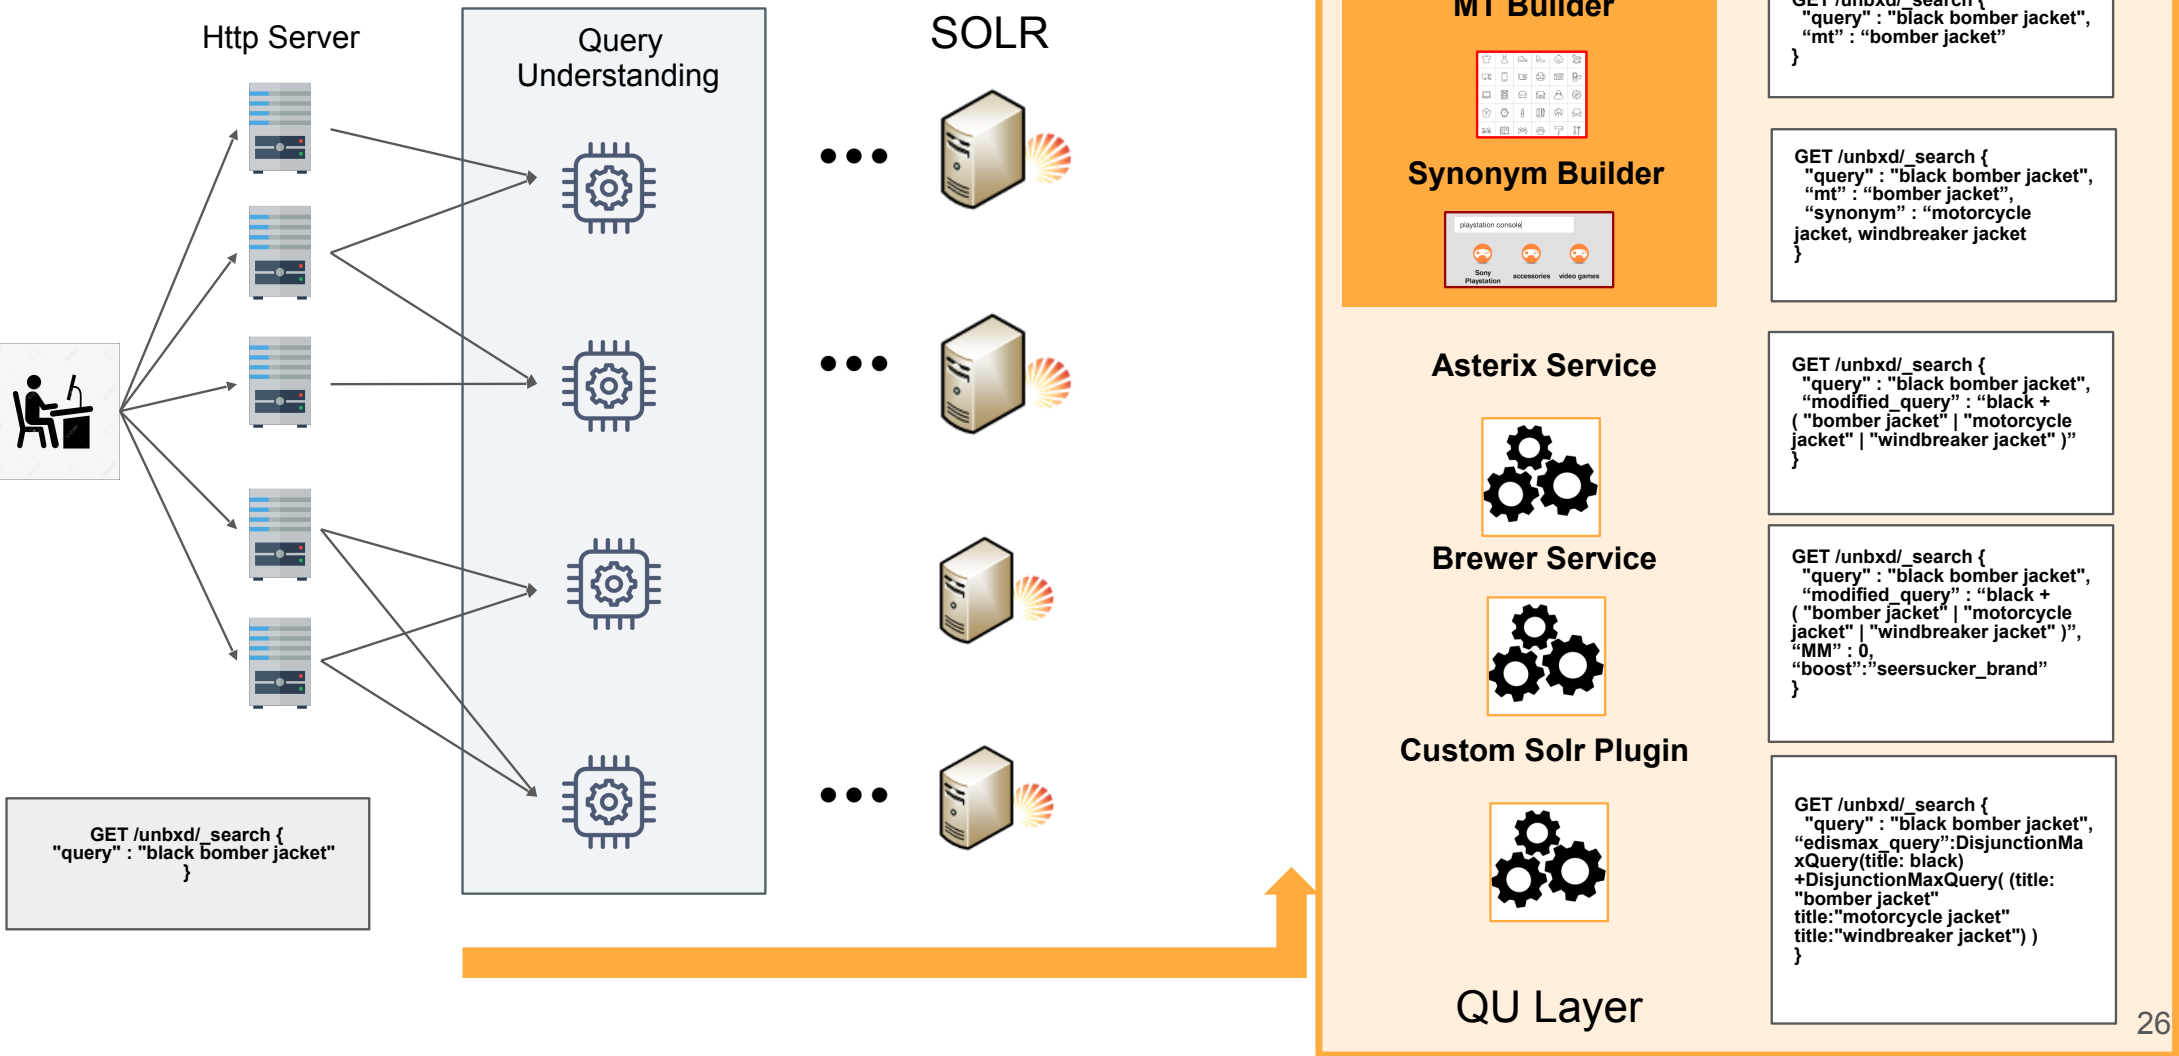 Http Server
Query
Understanding
SOLR
GET /unbxd/_search {
"query" : "black bomber jacket"
}
MT Builder
Synonym Builder
playstation console
Sony
Playstation
accessories
video games
Asterix Service
Brewer Service
Custom Solr Plugin
QU Layer
GET /unbxd/_search {
"query" : "black bomber jacket",
“mt” : “bomber jacket”
}
GET /unbxd/_search {
"query" : "black bomber jacket",
“mt” : “bomber jacket”,
“synonym” : “motorcycle
jacket, windbreaker jacket
}
GET /unbxd/_search {
"query" : "black bomber jacket",
“modified_query” : “black +
( "bomber jacket" | "motorcycle
jacket" | "windbreaker jacket" )”
}
GET /unbxd/_search {
"query" : "black bomber jacket",
“modified_query” : “black +
( "bomber jacket" | "motorcycle
jacket" | "windbreaker jacket" )”,
“MM” : 0,
“boost”:”seersucker_brand”
}
GET /unbxd/_search {
"query" : "black bomber jacket",
“edismax_query”:DisjunctionMa
xQuery(title: black)
+DisjunctionMaxQuery( (title:
"bomber jacket"
title:"motorcycle jacket"
title:"windbreaker jacket") )
}
26